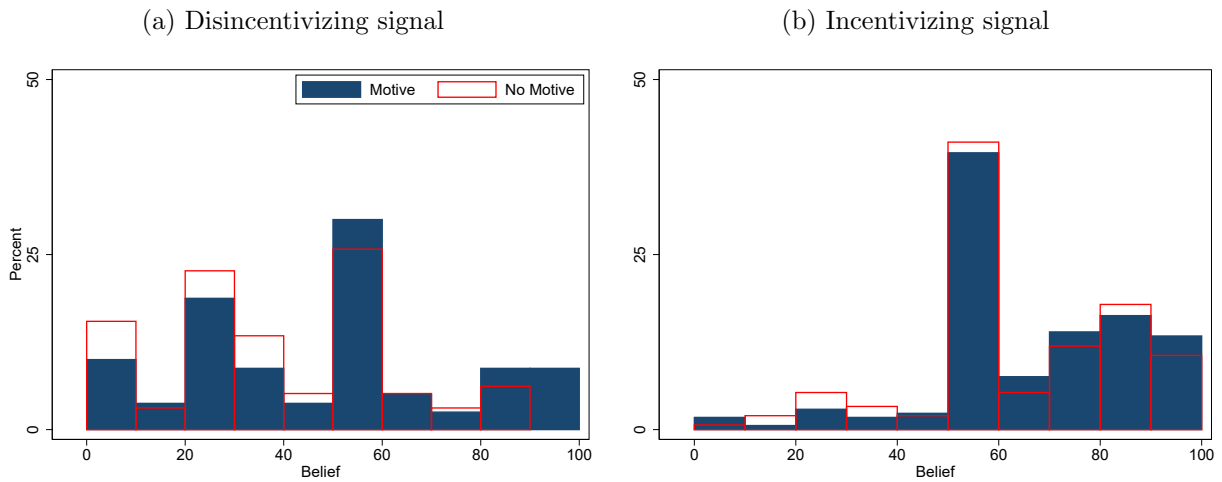 (a) Disincentivizing signal
Motive
No Motive
Percent
50
25
0
0
20
40
60
80
100
Belief
(b) Incentivizing signal
50
25
0
0
20
40
60
80
100
Belief